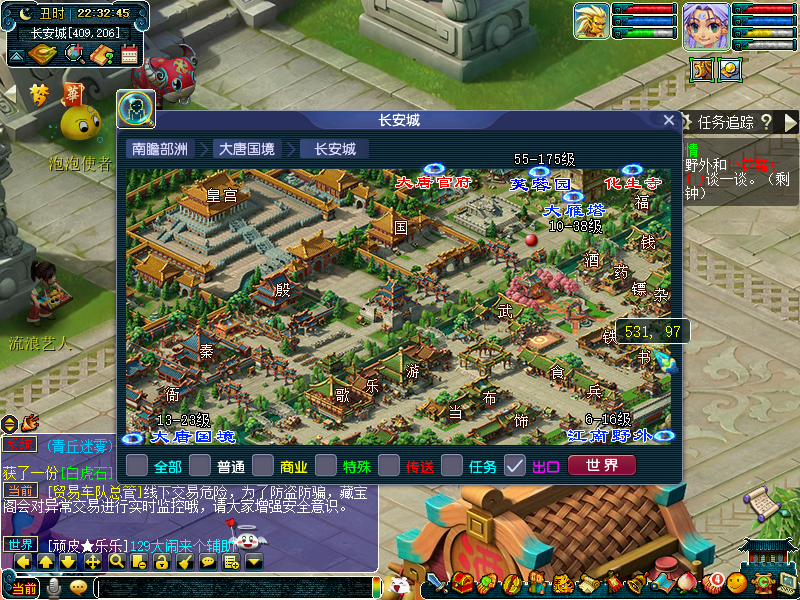 丑时 22:32:45
长安城[409,206]
梦
華
泡泡使者
流浪艺人
长安城
南瞻部洲 大唐国境 长安城
任务追踪 ?
情
野外和
谈一谈。（剩
钟）
55-175级
大唐官府 芙蓉园 化生寺
皇宫
大雁塔
福
国
10-38级
钱
酒
药
殷
镖
杂
武
531, 97
铁
书
秦
游
食
乐
兵
衙
歌
布
当
饰
13-23级
6-16级
大唐国境
江南野外
全部 普通 商业 特殊 传送 任务 出口 世界
(青丘迷雾)
获了一份[白虎石]
当前 [贸易车队总管]线下交易危险，为了防盗防骗，藏宝
阁会对异常交易进行实时监控哦，请大家增强安全意识。
世界 [顽皮★乐乐]129大闹来个辅助
当前
4